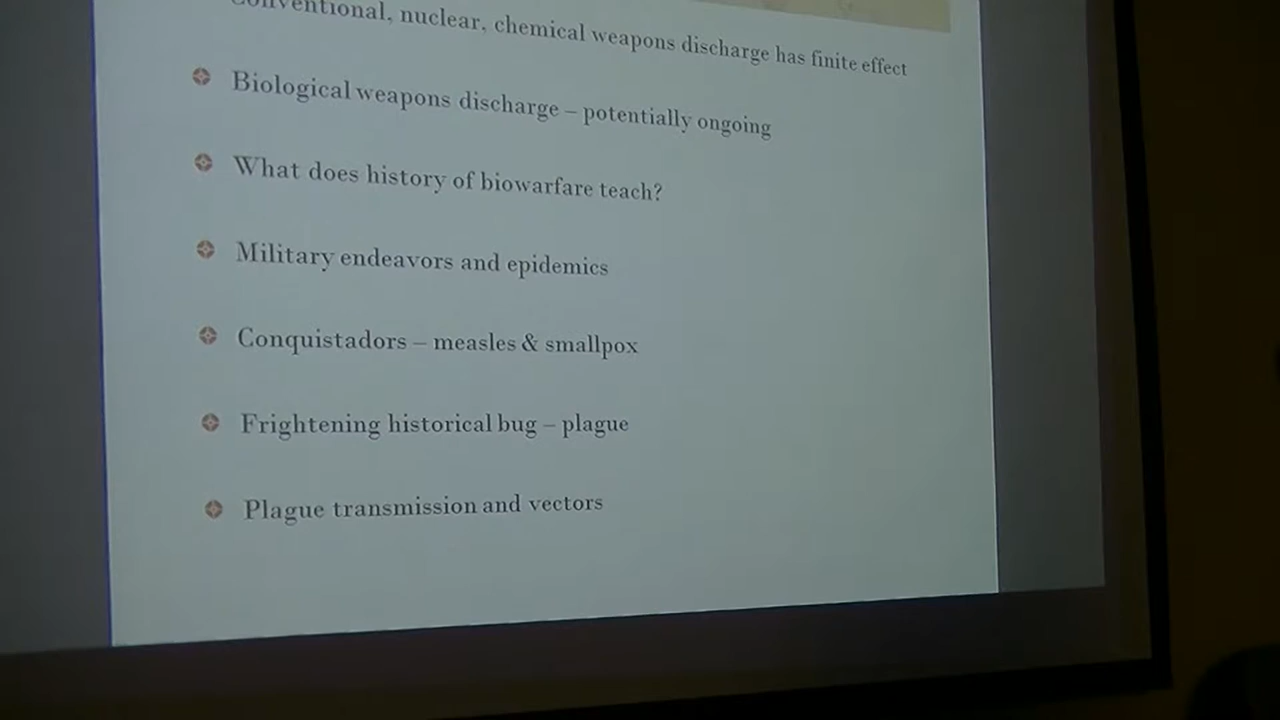 Conventional, nuclear, chemical weapons discharge has finite effect
Biological weapons discharge – potentially ongoing
What does history of biowarfare teach?
Military endeavors and epidemics
Conquistadors – measles & smallpox
Frightening historical bug – plague
Plague transmission and vectors